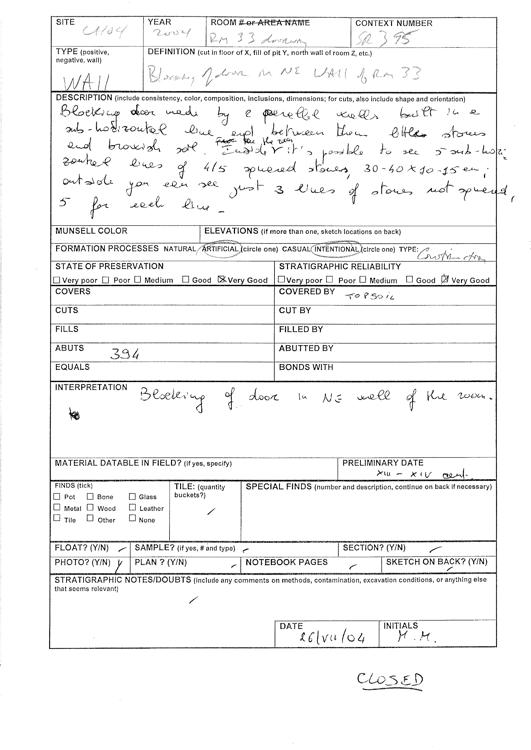 SITE YEAR ROOM # or AREA NAME CONTEXT NUMBER
2004 RM 33 doorway 395
TYPE (positive, negative, wall) DEFINITION (cut in floor of X, fill of pit Y, north wall of room Z, etc.)
WAll Blocking of door in NE WAll of Rm 33
DESCRIPTION (include consistency, color, composition, inclusions, dimensions; for cuts, also include shape and orientation)
Blocking door made by 2 parallel walls built in a
sub-horizontal line and between them little stones
and brownish soil. from the room
Inside it's possible to see 5 sub-hori-
zontal lines of 4/5 squared stones, 30-40 x 10-15 cm;
outside you can see just 3 lines of stones not squared,
5 for each line -
MUNSELL COLOR ELEVATIONS (if more than one, sketch locations on back)
FORMATION PROCESSES NATURAL ARTIFICIAL (circle one) CASUAL INTENTIONAL (circle one) TYPE: Construction
STATE OF PRESERVATION STRATIGRAPHIC RELIABILITY
Very poor Poor Medium Good Very Good Very poor Poor Medium Good Very Good
COVERS COVERED BY TOPSOIL
CUTS CUT BY
FILLS FILLED BY
ABUTS 394 ABUTTED BY
EQUALS BONDS WITH
INTERPRETATION Blocking of door in NE wall of the room.
MATERIAL DATABLE IN FIELD? (if yes, specify) PRELIMINARY DATE
XIII - XIV cent.
FINDS (tick) TILE: (quantity buckets?) SPECIAL FINDS (number and description, continue on back if necessary)
Pot Bone Glass
Metal Wood Leather
Tile Other None
FLOAT? (Y/N) SAMPLE? (if yes, # and type) SECTION? (Y/N)
PHOTO? (Y/N) PLAN ? (Y/N) NOTEBOOK PAGES SKETCH ON BACK? (Y/N)
STRATIGRAPHIC NOTES/DOUBTS (include any comments on methods, contamination, excavation conditions, or anything else
that seems relevant)
DATE INITIALS
26/VII/04 M.M.
CLOSED